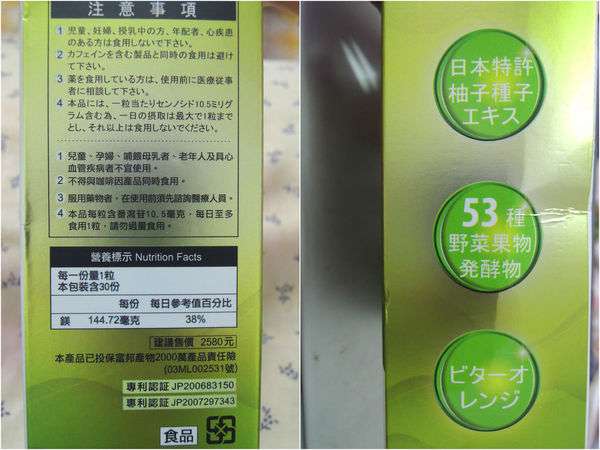 注意事項
1 児童、妊婦、授乳中の方、年配者、心疾患
のある方は食用しないで下さい。
2 カフェインを含む製品と同時の食用は避け
て下さい。
3 薬を食用している方は、使用前に医療従事
者に相談して下さい。
4 本品には、一粒当たりセンノシド10.5ミリグ
ラム含む為、一日の摂取は最大で1粒まで
とし、それ以上は食用しないでください。
1 兒童、孕婦、哺餵母乳者、老年人及具心
血管疾病者不宜使用。
2 不得與咖啡因產品同時食用。
3 服用藥物者,在使用前須先諮詢醫療人員。
4 本品每粒含番瀉苷10.5毫克,每日至多
食用1粒,請勿過量食用。
營養標示 Nutrition Facts
每一份量1粒
本包裝含30份
每份 每日參考值百分比
鎂 144.72毫克 38%
建議售價 2580元
本產品已投保富邦產物2000萬產品責任險
(03ML002531號)
專利認証 JP200683150
專利認証 JP2007297343
食品
日本特許
柚子種子
エキス
53種
野菜果物
発酵物
ビターオ
レンジ